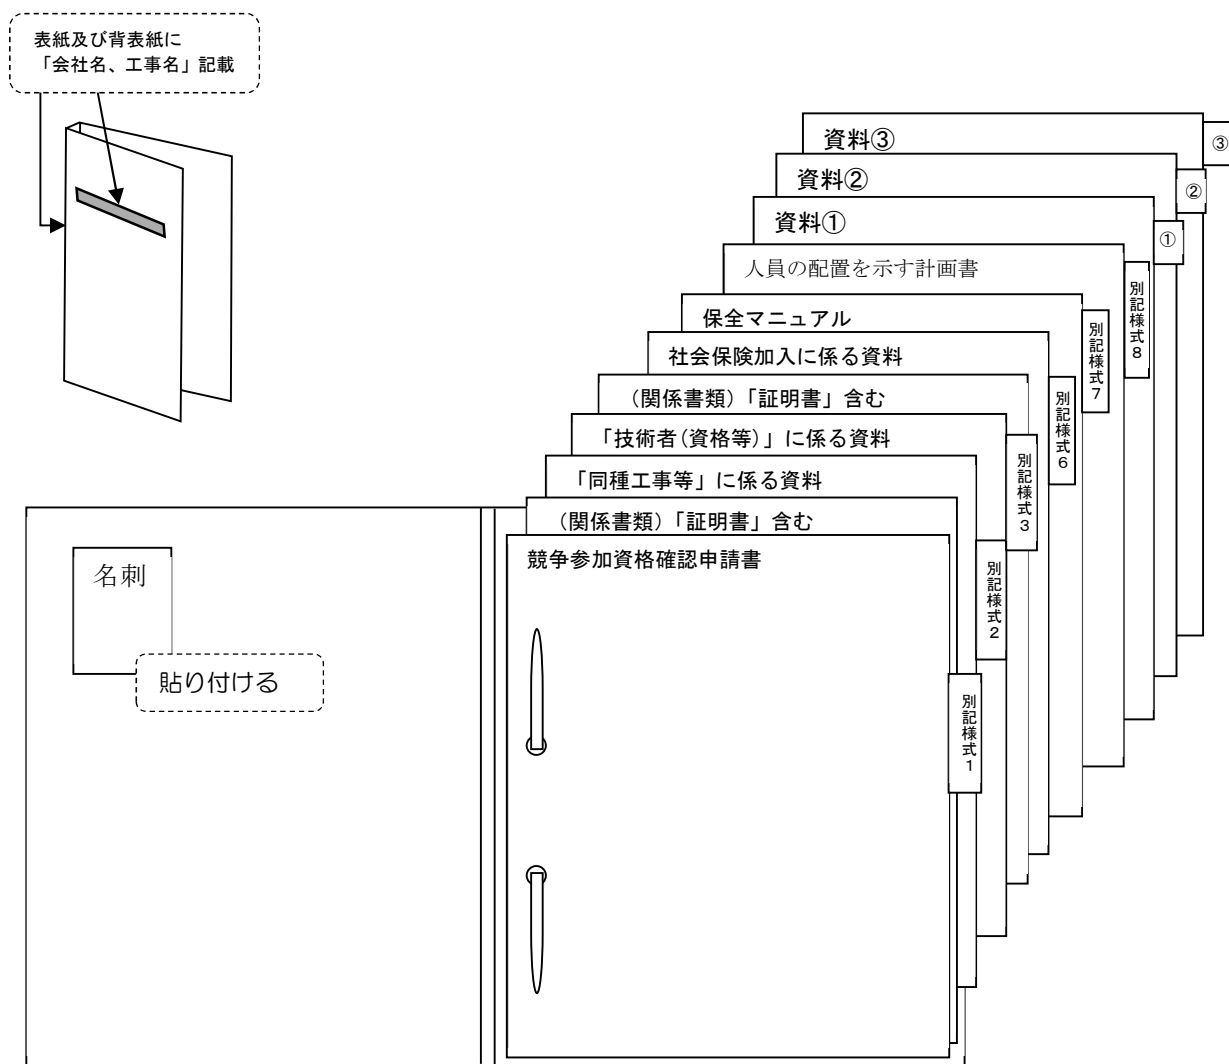 表紙及び背表紙に
「会社名、工事名」記載
資料③
③
資料②
②
資料①
①
人員の配置を示す計画書
別記様式8
保全マニュアル
別記様式7
社会保険加入に係る資料
別記様式6
(関係書類)「証明書」含む
「技術者(資格等)」に係る資料
別記様式3
「同種工事等」に係る資料
別記様式2
(関係書類)「証明書」含む
競争参加資格確認申請書
別記様式1
名刺
貼り付ける